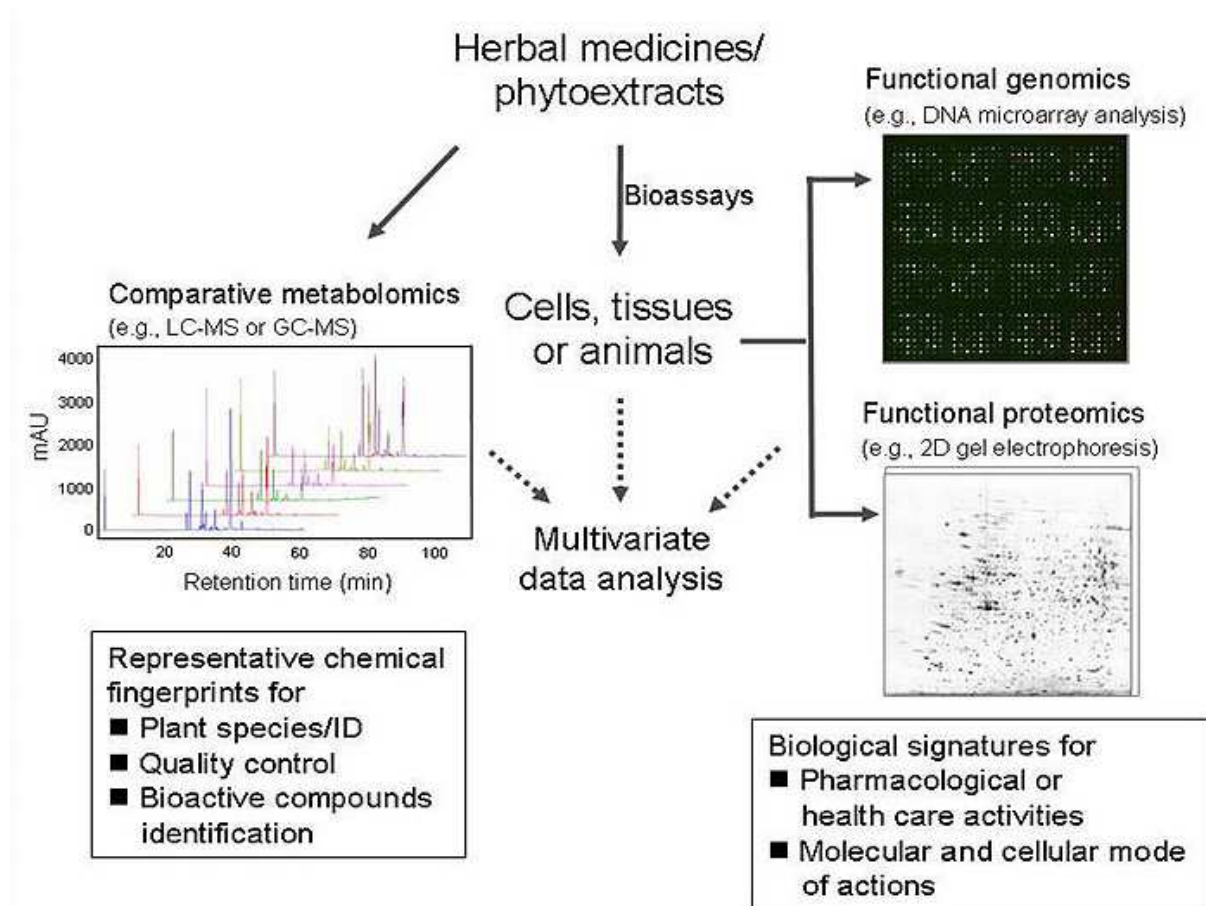 Herbal medicines/
phytoextracts
Functional genomics
(e.g., DNA microarray analysis)
Bioassays
Comparative metabolomics
(e.g., LC-MS or GC-MS)
Cells, tissues
or animals
4000
3000
2000
1000
0
mAU
20
40
60
80
100
Retention time (min)
Functional proteomics
(e.g., 2D gel electrophoresis)
Multivariate
data analysis
Representative chemical
fingerprints for
■ Plant species/ID
■ Quality control
■ Bioactive compounds
identification
Biological signatures for
■ Pharmacological or
health care activities
■ Molecular and cellular mode
of actions